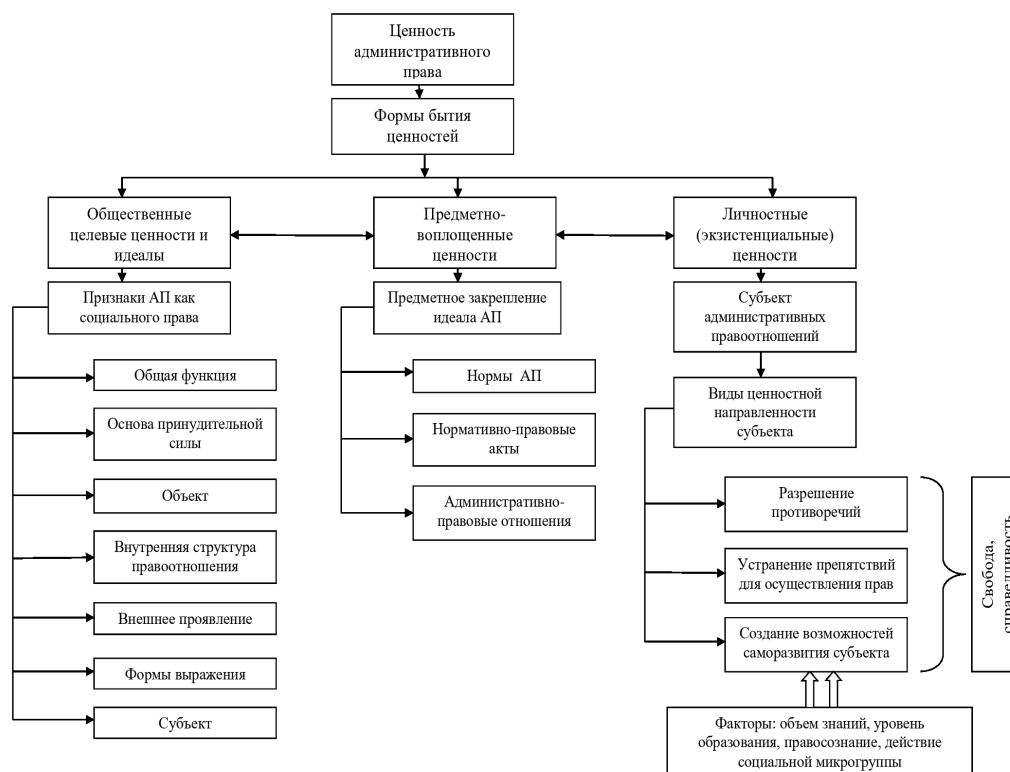 Ценность
административного
права
Формы бытия
ценностей
Общественные
целевые ценности и
идеалы
Предметно-
воплощенные
ценности
Личностные
(экзистенциальные)
ценности
Признаки АП как
социального права
Предметное закрепление
идеала АП
Субъект
административных
правоотношений
Общая функция
Основа принудительной
силы
Объект
Внутренняя структура
правоотношения
Внешнее проявление
Формы выражения
Субъект
Нормы АП
Нормативно-правовые
акты
Административно-
правовые отношения
Виды ценностной
направленности
субъекта
Разрешение
противоречий
Устранение препятствий
для осуществления прав
Создание возможностей
саморазвития субъекта
Свобода,
справедливость
Факторы: объем знаний, уровень
образования, правосознание, действие
социальной микрогруппы